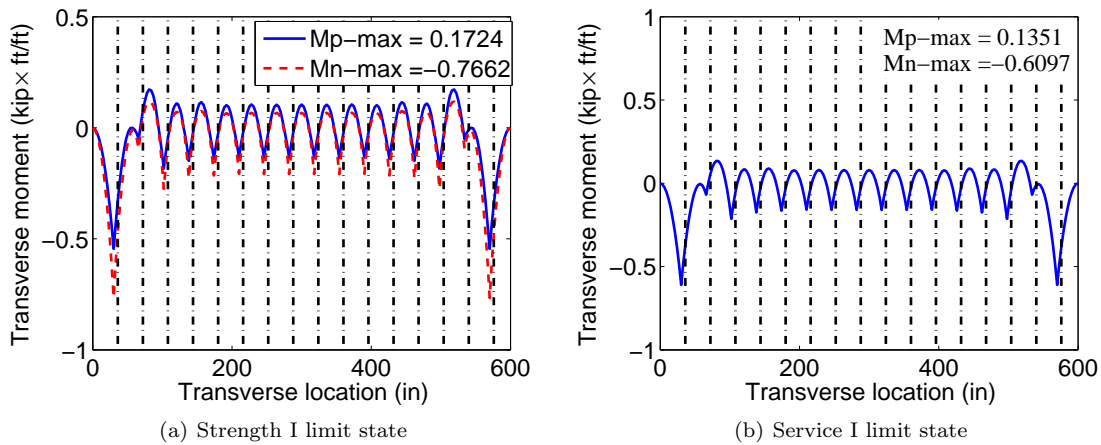 Mp−max = 0.1724
Mn−max =−0.7662
Transverse moment (kip× ft/ft)
1
0.5
0
−0.5
−1
0
200
400
600
Transverse location (in)
(a) Strength I limit state
Mp−max = 0.1351
Mn−max =−0.6097
Transverse moment (kip× ft/ft)
1
0.5
0
−0.5
−1
0
200
400
600
Transverse location (in)
(b) Service I limit state